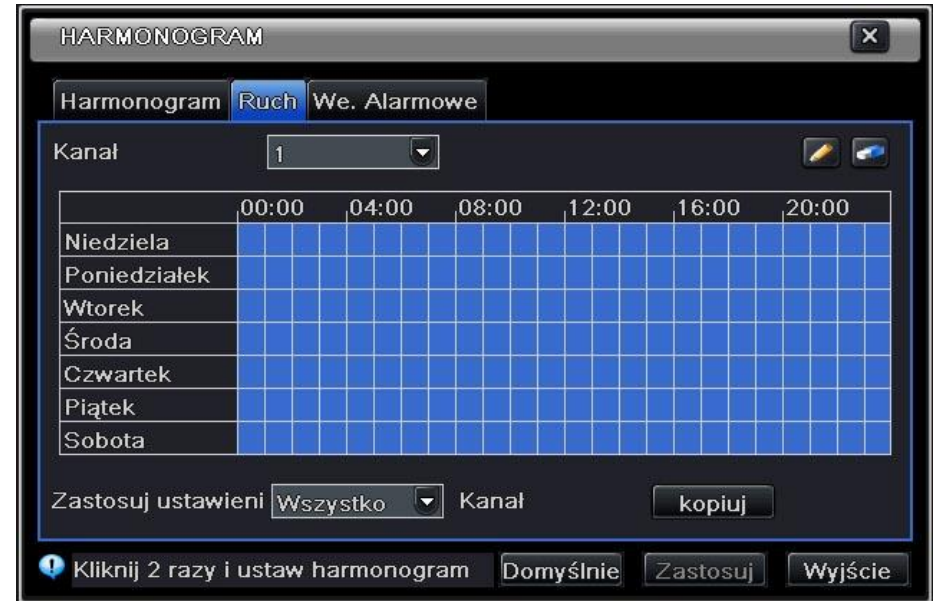 HARMONOGRAM
Harmonogram Ruch We. Alarmowe
Kanał 1
00:00 04:00 08:00 12:00 16:00 20:00
Niedziela
Poniedziałek
Wtorek
Środa
Czwartek
Piątek
Sobota
Zastosuj ustawieni Wszystko Kanał kopiuj
Kliknij 2 razy i ustaw harmonogram Domyślnie Zastosuj Wyjście